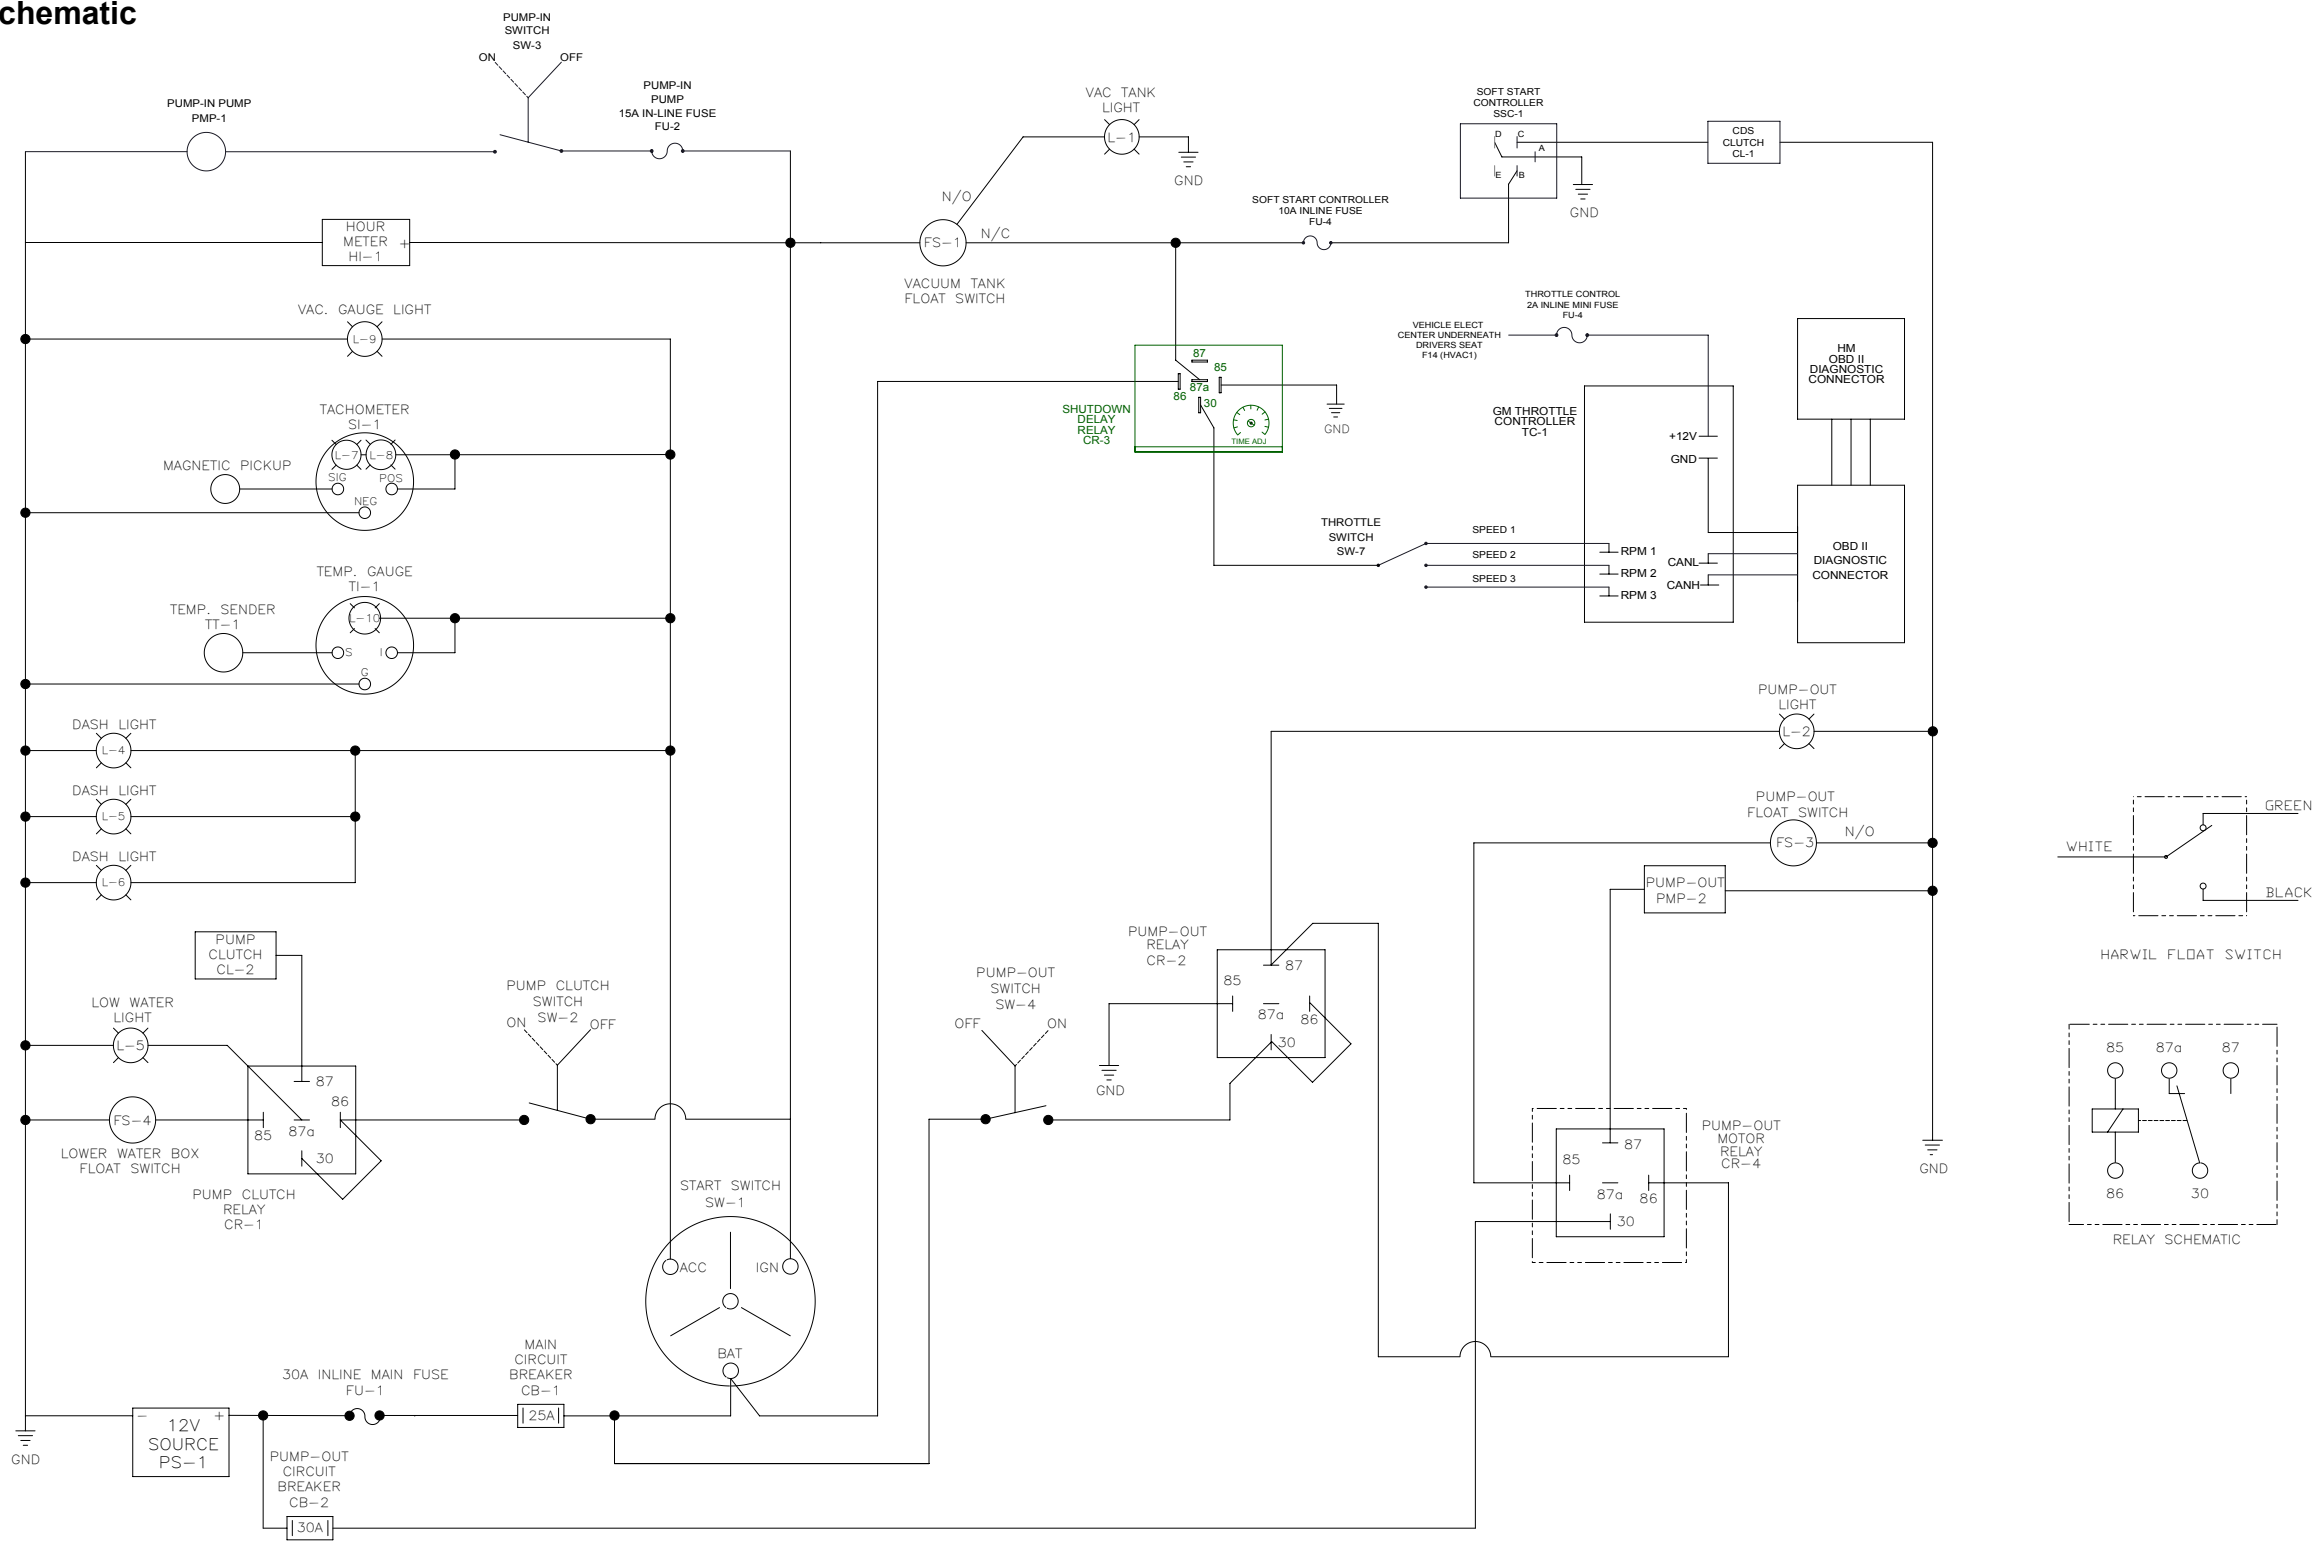 chematic
PUMP-IN
SWITCH
SW-3
ON
OFF
PUMP-IN PUMP
PMP-1
PUMP-IN
PUMP
15A IN-LINE FUSE
FU-2
VAC TANK
LIGHT
L-1
GND
SOFT START
CONTROLLER
SSC-1
D
C
A
E
B
GND
CDS
CLUTCH
CL-1
HOUR
METER +
HI-1
N/O
FS-1
N/C
VACUUM TANK
FLOAT SWITCH
SOFT START CONTROLLER
10A INLINE FUSE
FU-4
VAC. GAUGE LIGHT
L-9
THROTTLE CONTROL
2A INLINE MINI FUSE
FU-4
VEHICLE ELECT
CENTER UNDERNEATH
DRIVERS SEAT
F14 (HVAC1)
HM
OBD II
DIAGNOSTIC
CONNECTOR
87
85
87a
86
30
TIME ADJ
SHUTDOWN
DELAY
RELAY
CR-3
GND
TACHOMETER
SI-1
L-7
L-8
SIG
POS
NEG
MAGNETIC PICKUP
GM THROTTLE
CONTROLLER
TC-1
+12V
GND
THROTTLE
SWITCH
SW-7
SPEED 1
SPEED 2
SPEED 3
RPM 1
RPM 2
RPM 3
CANL
CANH
OBD II
DIAGNOSTIC
CONNECTOR
TEMP. GAUGE
TI-1
L-10
S
I
G
TEMP. SENDER
TT-1
DASH LIGHT
L-4
DASH LIGHT
L-5
DASH LIGHT
L-6
PUMP-OUT
LIGHT
L-2
PUMP-OUT
FLOAT SWITCH
FS-3
N/O
PUMP-OUT
PMP-2
WHITE
GREEN
BLACK
HARWIL FLOAT SWITCH
PUMP
CLUTCH
CL-2
LOW WATER
LIGHT
L-5
FS-4
LOWER WATER BOX
FLOAT SWITCH
87
86
85
87a
30
PUMP CLUTCH
RELAY
CR-1
PUMP CLUTCH
SWITCH
SW-2
ON
OFF
PUMP-OUT
SWITCH
SW-4
OFF
ON
PUMP-OUT
RELAY
CR-2
87
85
87a
86
30
GND
PUMP-OUT
MOTOR
RELAY
CR-4
87
85
87a
86
30
GND
85
87a
87
86
30
RELAY SCHEMATIC
START SWITCH
SW-1
ACC
IGN
BAT
30A INLINE MAIN FUSE
FU-1
MAIN
CIRCUIT
BREAKER
CB-1
25A
GND
- +
12V
SOURCE
PS-1
PUMP-OUT
CIRCUIT
BREAKER
CB-2
30A